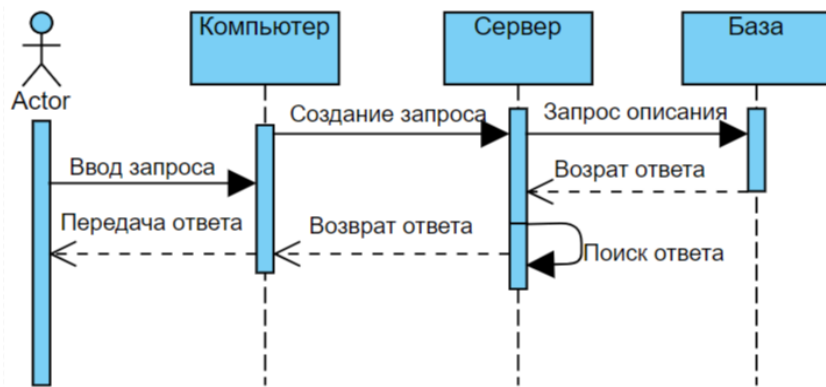 Компьютер
Сервер
База
Actor
Создание запроса
Запрос описания
Ввод запроса
Возрат ответа
Передача ответа
Возврат ответа
Поиск ответа